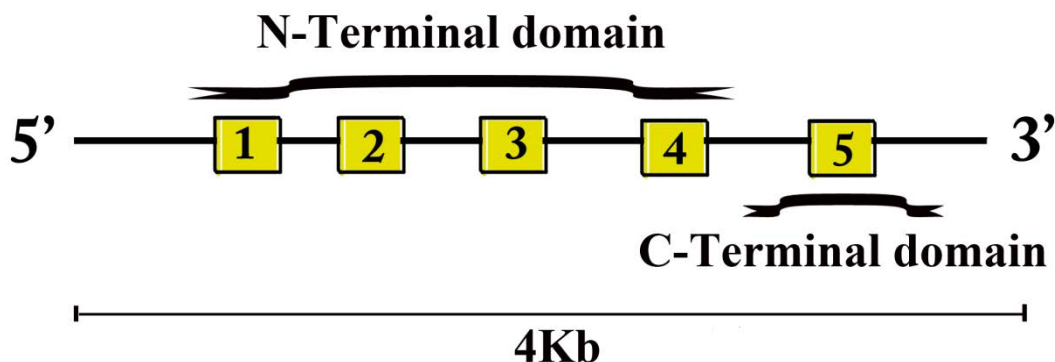 N-Terminal domain
5’ 1 2 3 4 5 3’
C-Terminal domain
4Kb